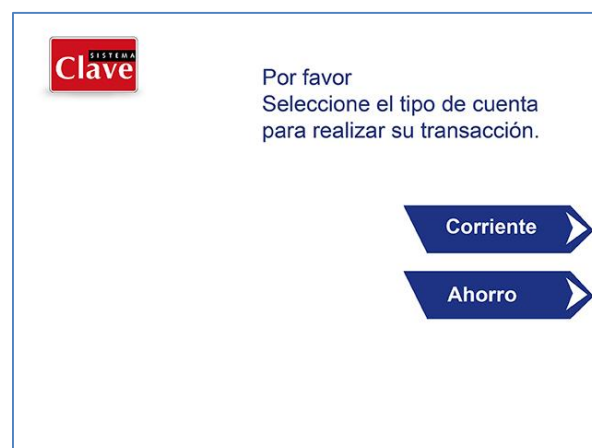 SISTEMA
Clave
Por favor
Seleccione el tipo de cuenta
para realizar su transacción.
Corriente
Ahorro